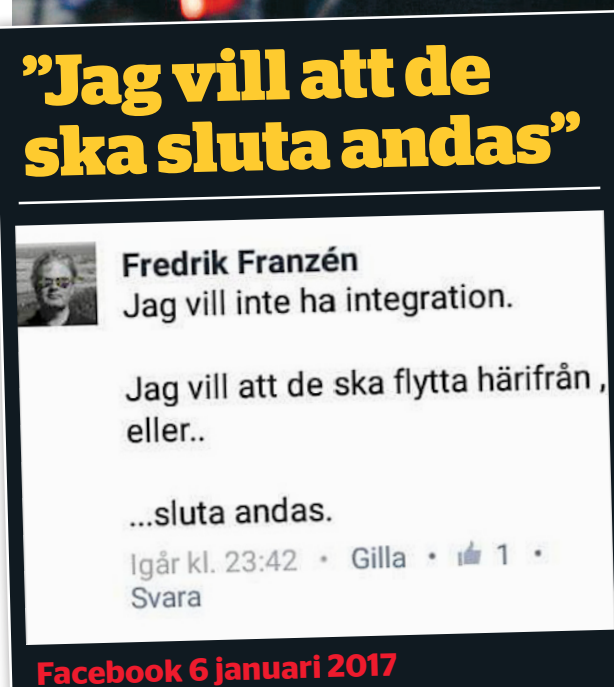 ”Jag vill att de
ska sluta andas”
Fredrik Franzén
Jag vill inte ha integration.
Jag vill att de ska flytta härifrån ,
eller..
...sluta andas.
Igår kl. 23:42 • Gilla • 1 •
Svara
Facebook 6 januari 2017